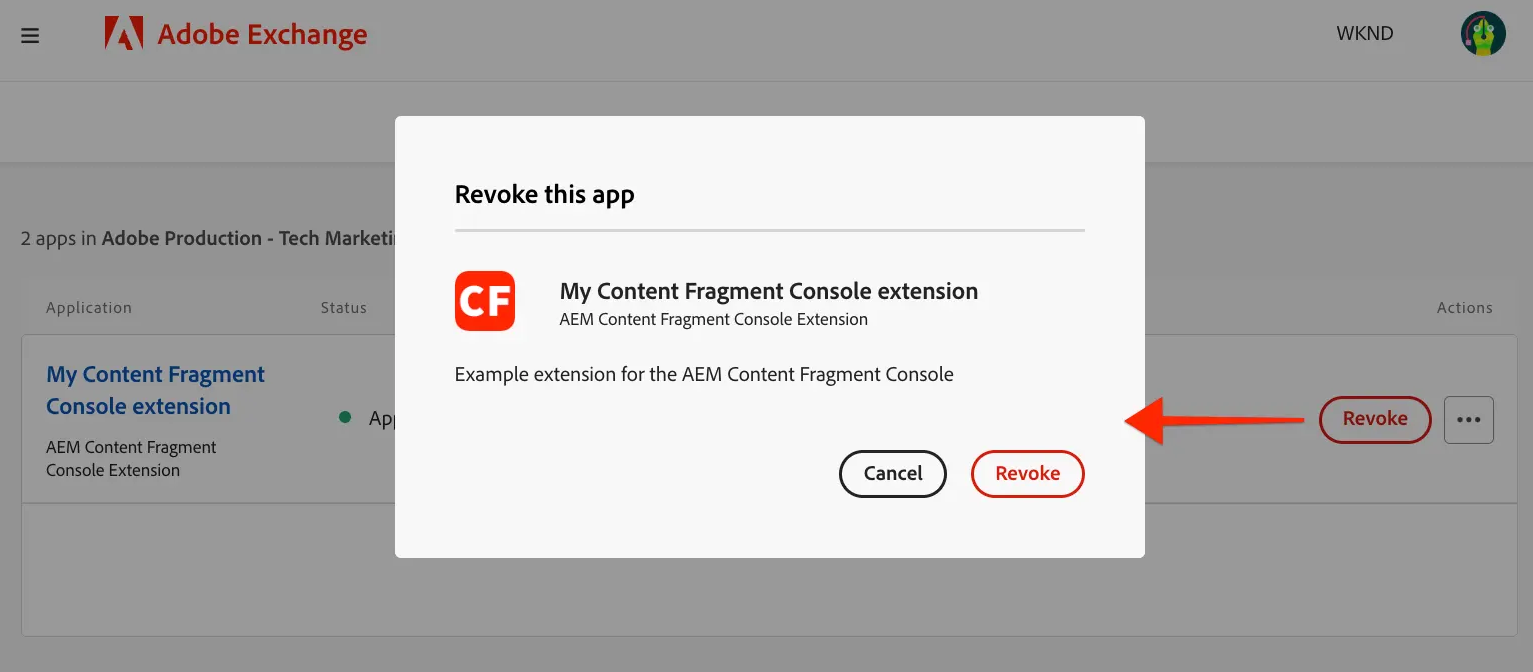 Adobe Exchange
WKND
Revoke this app
2 apps in Adobe Production - Tech
CF
My Content Fragment Console extension
AEM Content Fragment Console Extension
Application
Status
Actions
My Content Fragment
Console extension
Example extension for the AEM Content Fragment Console
Revoke
AEM Content Fragment
Console Extension
Cancel
Revoke